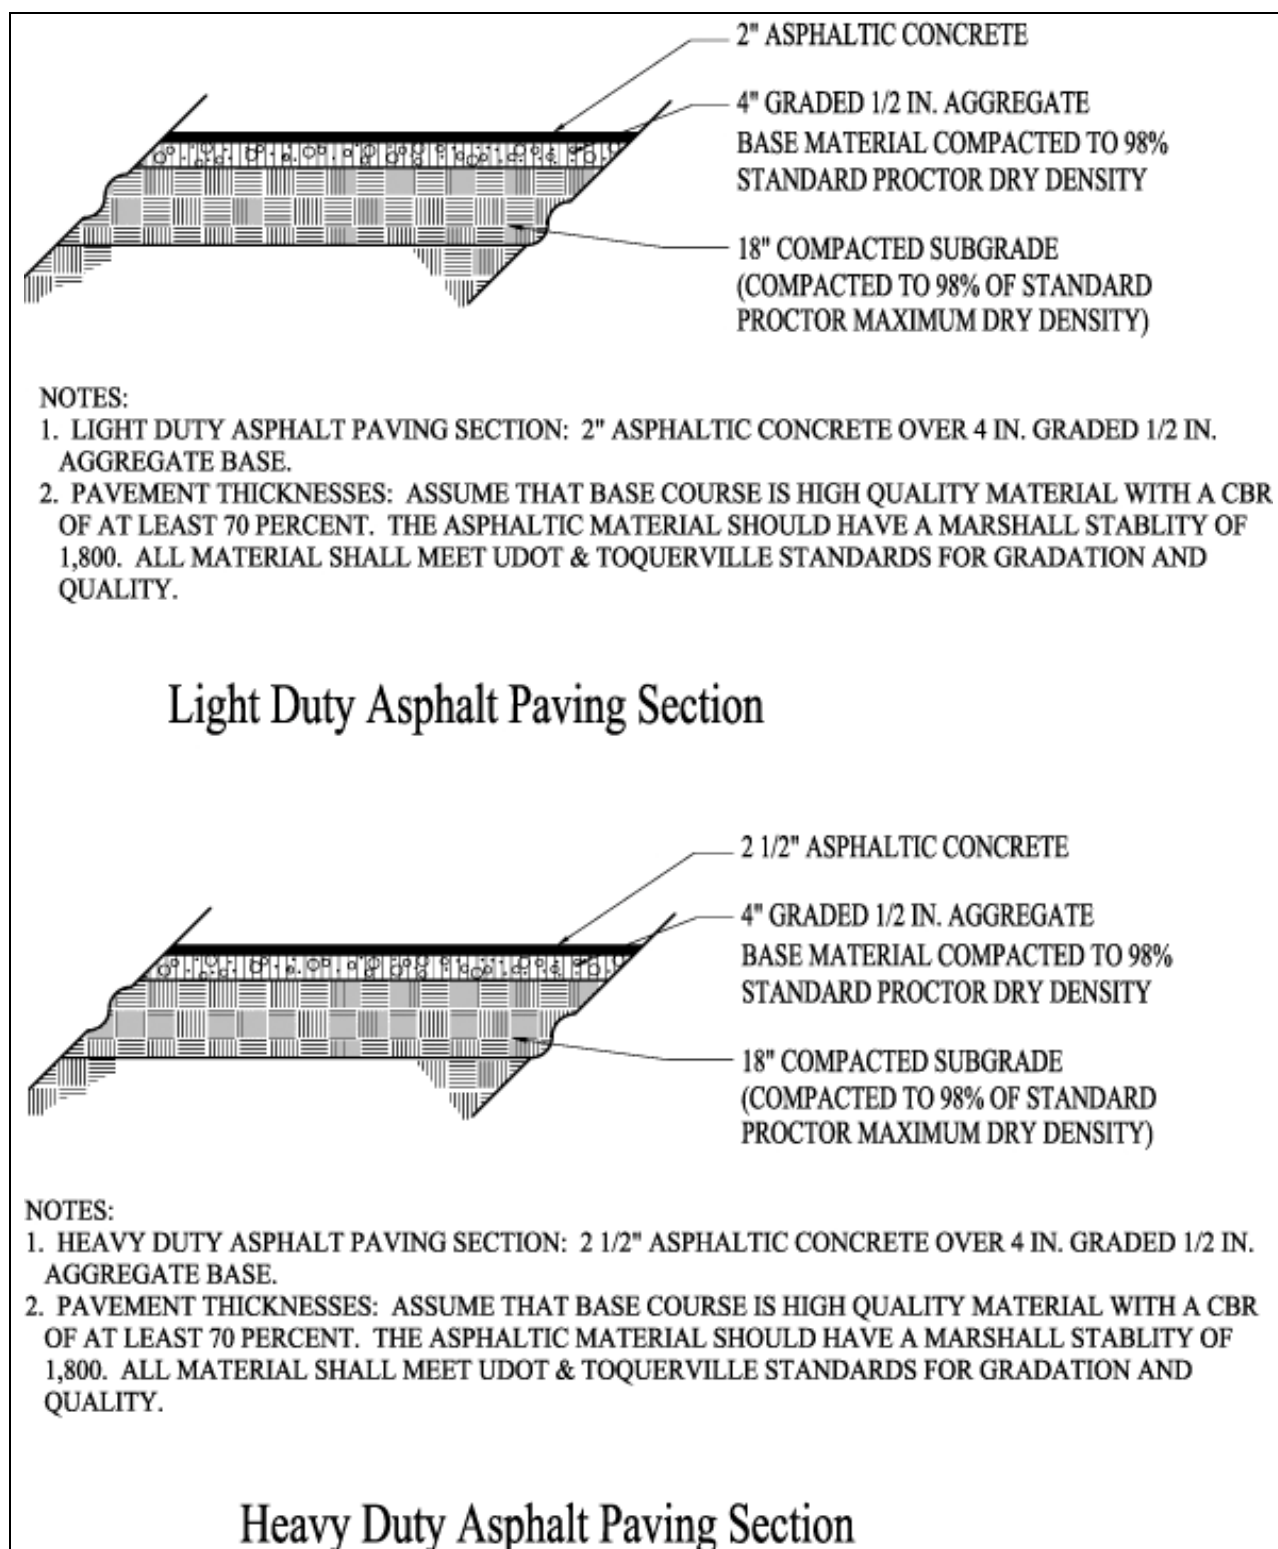 2" ASPHALTIC CONCRETE
4" GRADED 1/2 IN. AGGREGATE
BASE MATERIAL COMPACTED TO 98%
STANDARD PROCTOR DRY DENSITY
18" COMPACTED SUBGRADE
(COMPACTED TO 98% OF STANDARD
PROCTOR MAXIMUM DRY DENSITY)
NOTES:
1. LIGHT DUTY ASPHALT PAVING SECTION: 2" ASPHALTIC CONCRETE OVER 4 IN. GRADED 1/2 IN.
AGGREGATE BASE.
2. PAVEMENT THICKNESSES: ASSUME THAT BASE COURSE IS HIGH QUALITY MATERIAL WITH A CBR
OF AT LEAST 70 PERCENT. THE ASPHALTIC MATERIAL SHOULD HAVE A MARSHALL STABLITY OF
1,800. ALL MATERIAL SHALL MEET UDOT & TOQUERVILLE STANDARDS FOR GRADATION AND
QUALITY.
Light Duty Asphalt Paving Section
2 1/2" ASPHALTIC CONCRETE
4" GRADED 1/2 IN. AGGREGATE
BASE MATERIAL COMPACTED TO 98%
STANDARD PROCTOR DRY DENSITY
18" COMPACTED SUBGRADE
(COMPACTED TO 98% OF STANDARD
PROCTOR MAXIMUM DRY DENSITY)
NOTES:
1. HEAVY DUTY ASPHALT PAVING SECTION: 2 1/2" ASPHALTIC CONCRETE OVER 4 IN. GRADED 1/2 IN.
AGGREGATE BASE.
2. PAVEMENT THICKNESSES: ASSUME THAT BASE COURSE IS HIGH QUALITY MATERIAL WITH A CBR
OF AT LEAST 70 PERCENT. THE ASPHALTIC MATERIAL SHOULD HAVE A MARSHALL STABLITY OF
1,800. ALL MATERIAL SHALL MEET UDOT & TOQUERVILLE STANDARDS FOR GRADATION AND
QUALITY.
Heavy Duty Asphalt Paving Section